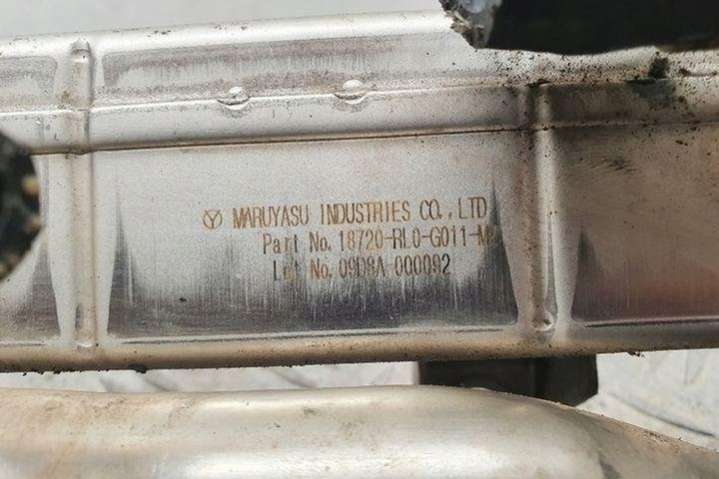 MARUYASU INDUSTRIES CO., LTD
Part No. 18720-RL0-G011-M
Lot No. 09D8A 000092